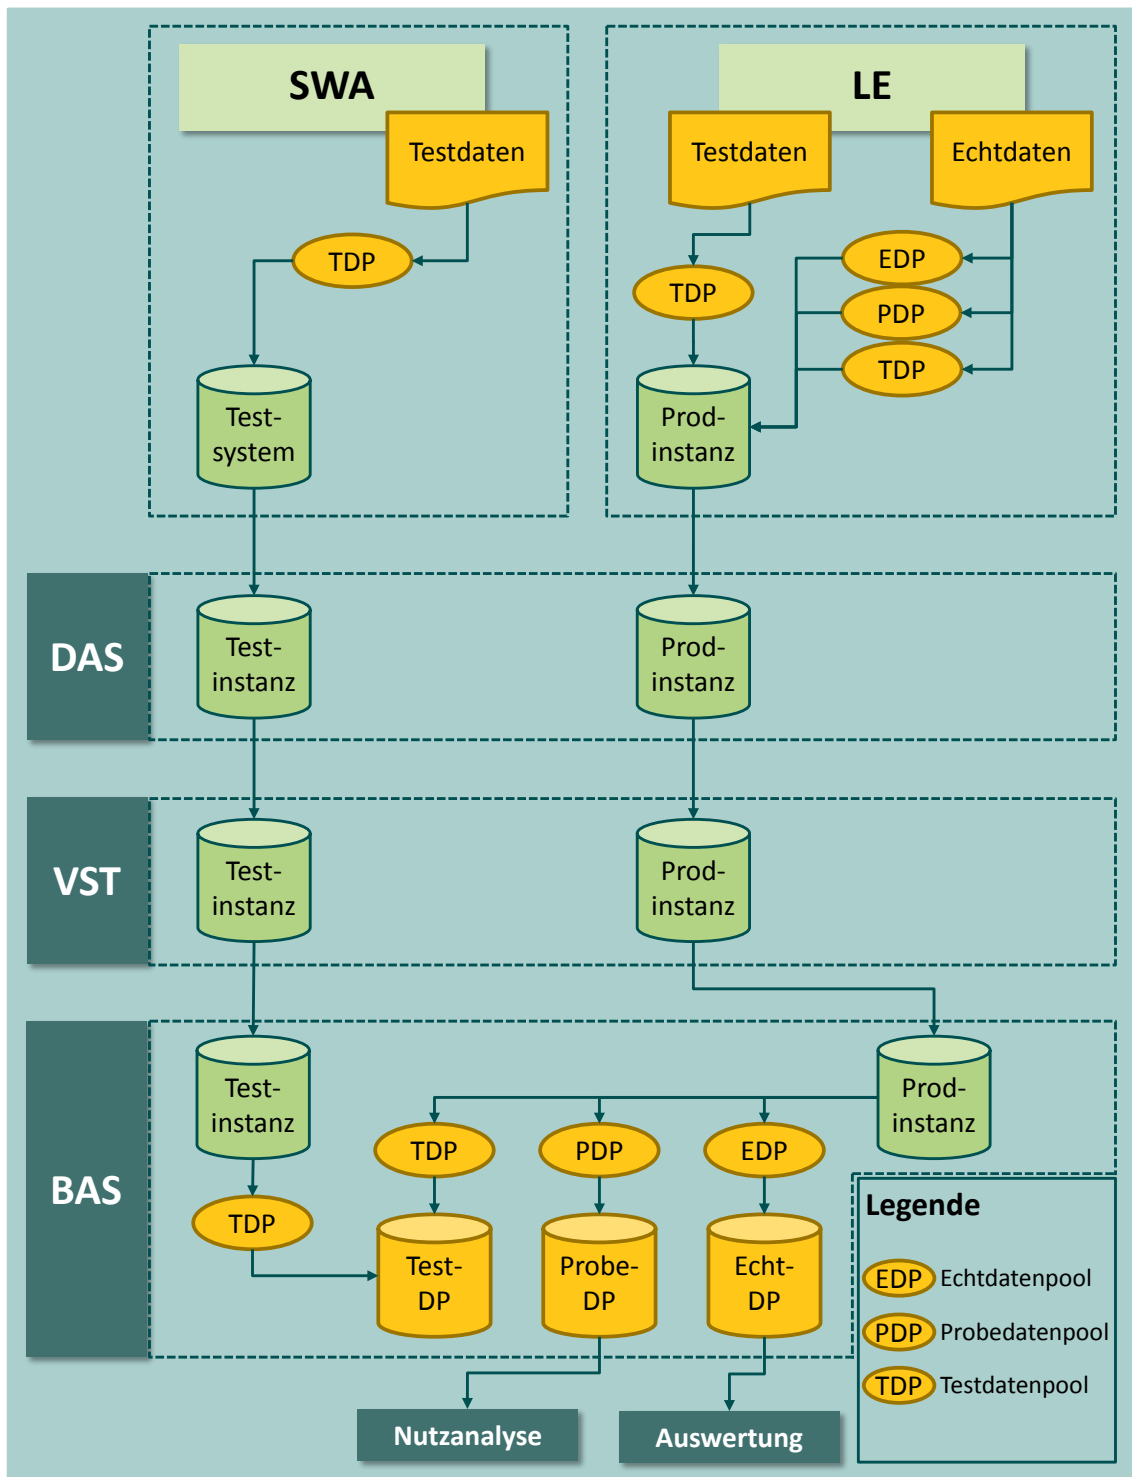 SWA
LE
Testdaten
Testdaten
Echtdaten
TDP
TDP
EDP
PDP
TDP
Test-
system
Prod-
instanz
DAS
Test-
instanz
Prod-
instanz
VST
Test-
instanz
Prod-
instanz
BAS
Test-
instanz
Prod-
instanz
TDP
PDP
EDP
TDP
Test-
DP
Probe-
DP
Echt-
DP
Legende
EDP Echtdatenpool
PDP Probedatenpool
TDP Testdatenpool
Nutzanalyse
Auswertung